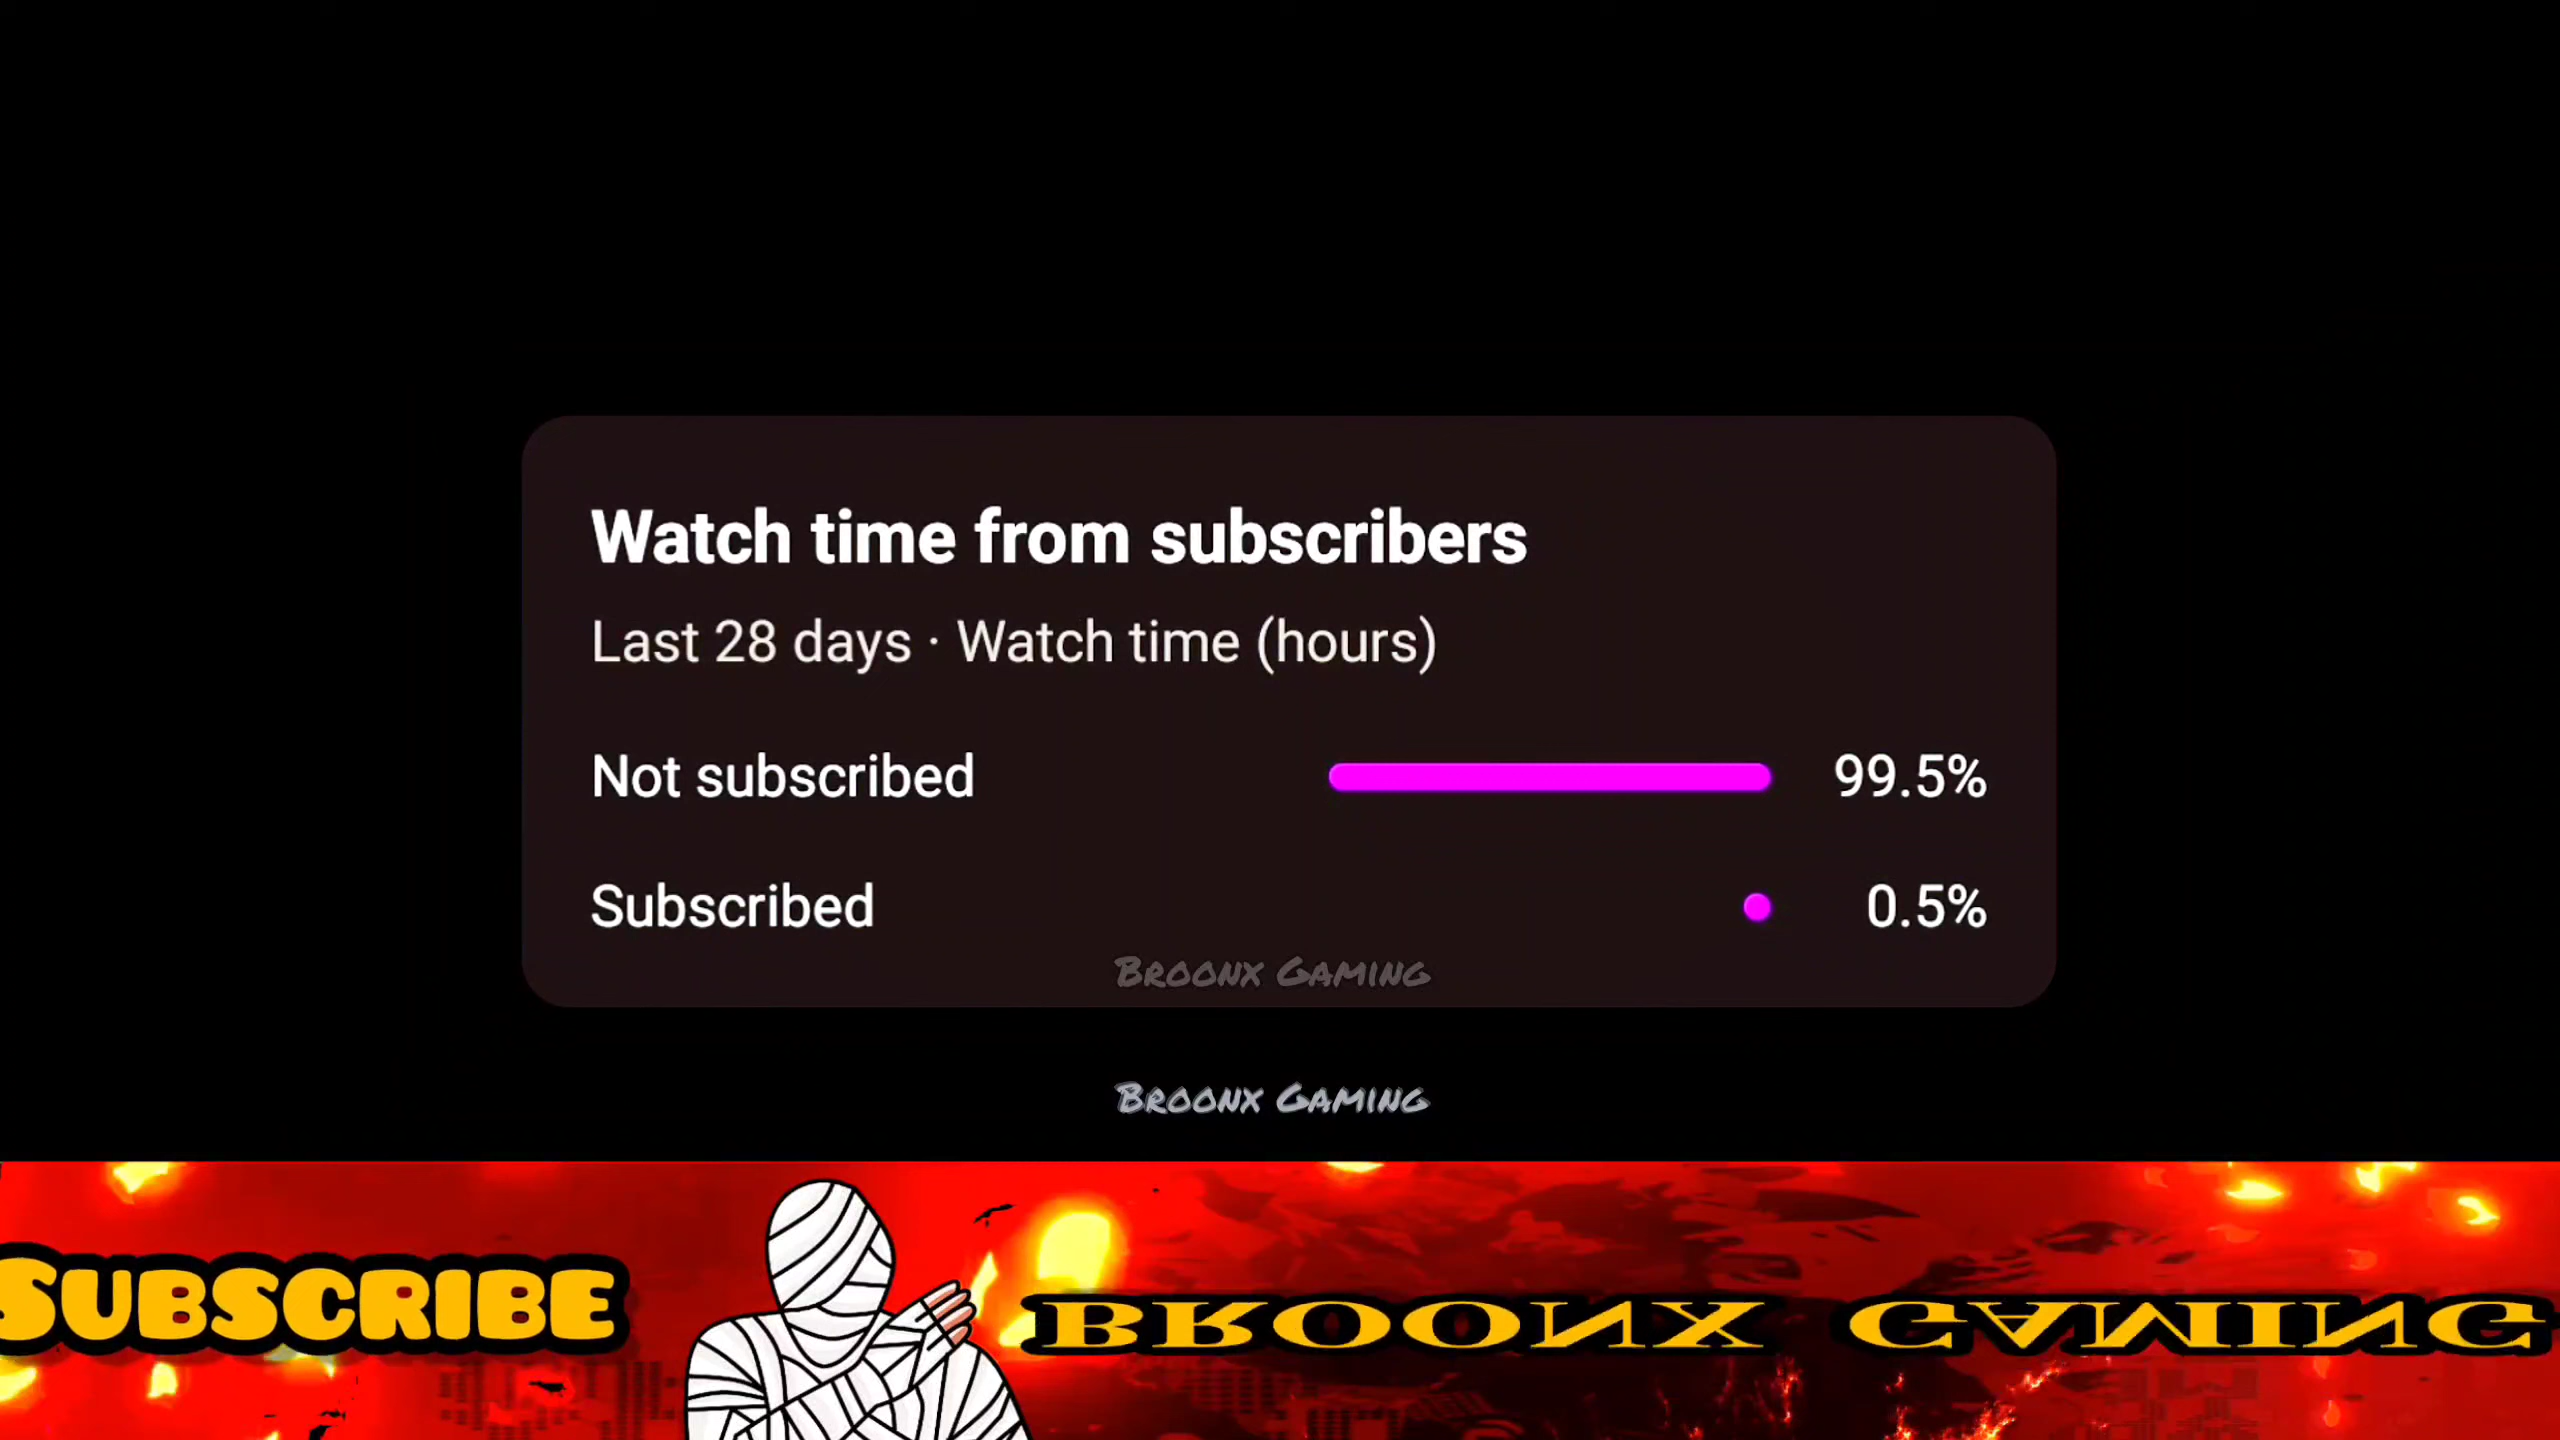 Watch time from subscribers
Last 28 days · Watch time (hours)
Not subscribed 99.5%
Subscribed 0.5%
BROONX GAMING
BROONX GAMING
SUBSCRIBE
BROONX GAMING